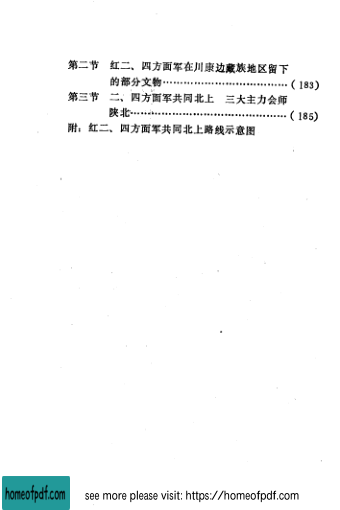 第二节 红二、四方面军在川康边藏族地区留下
的部分文物……………………………(183)
第三节 二、四方面军共同北上 三大主力会师
陕北……………………………………(185)
附：红二、四方面军共同北上路线示意图
homeofpdf.com
see more please visit: https://homeofpdf.com